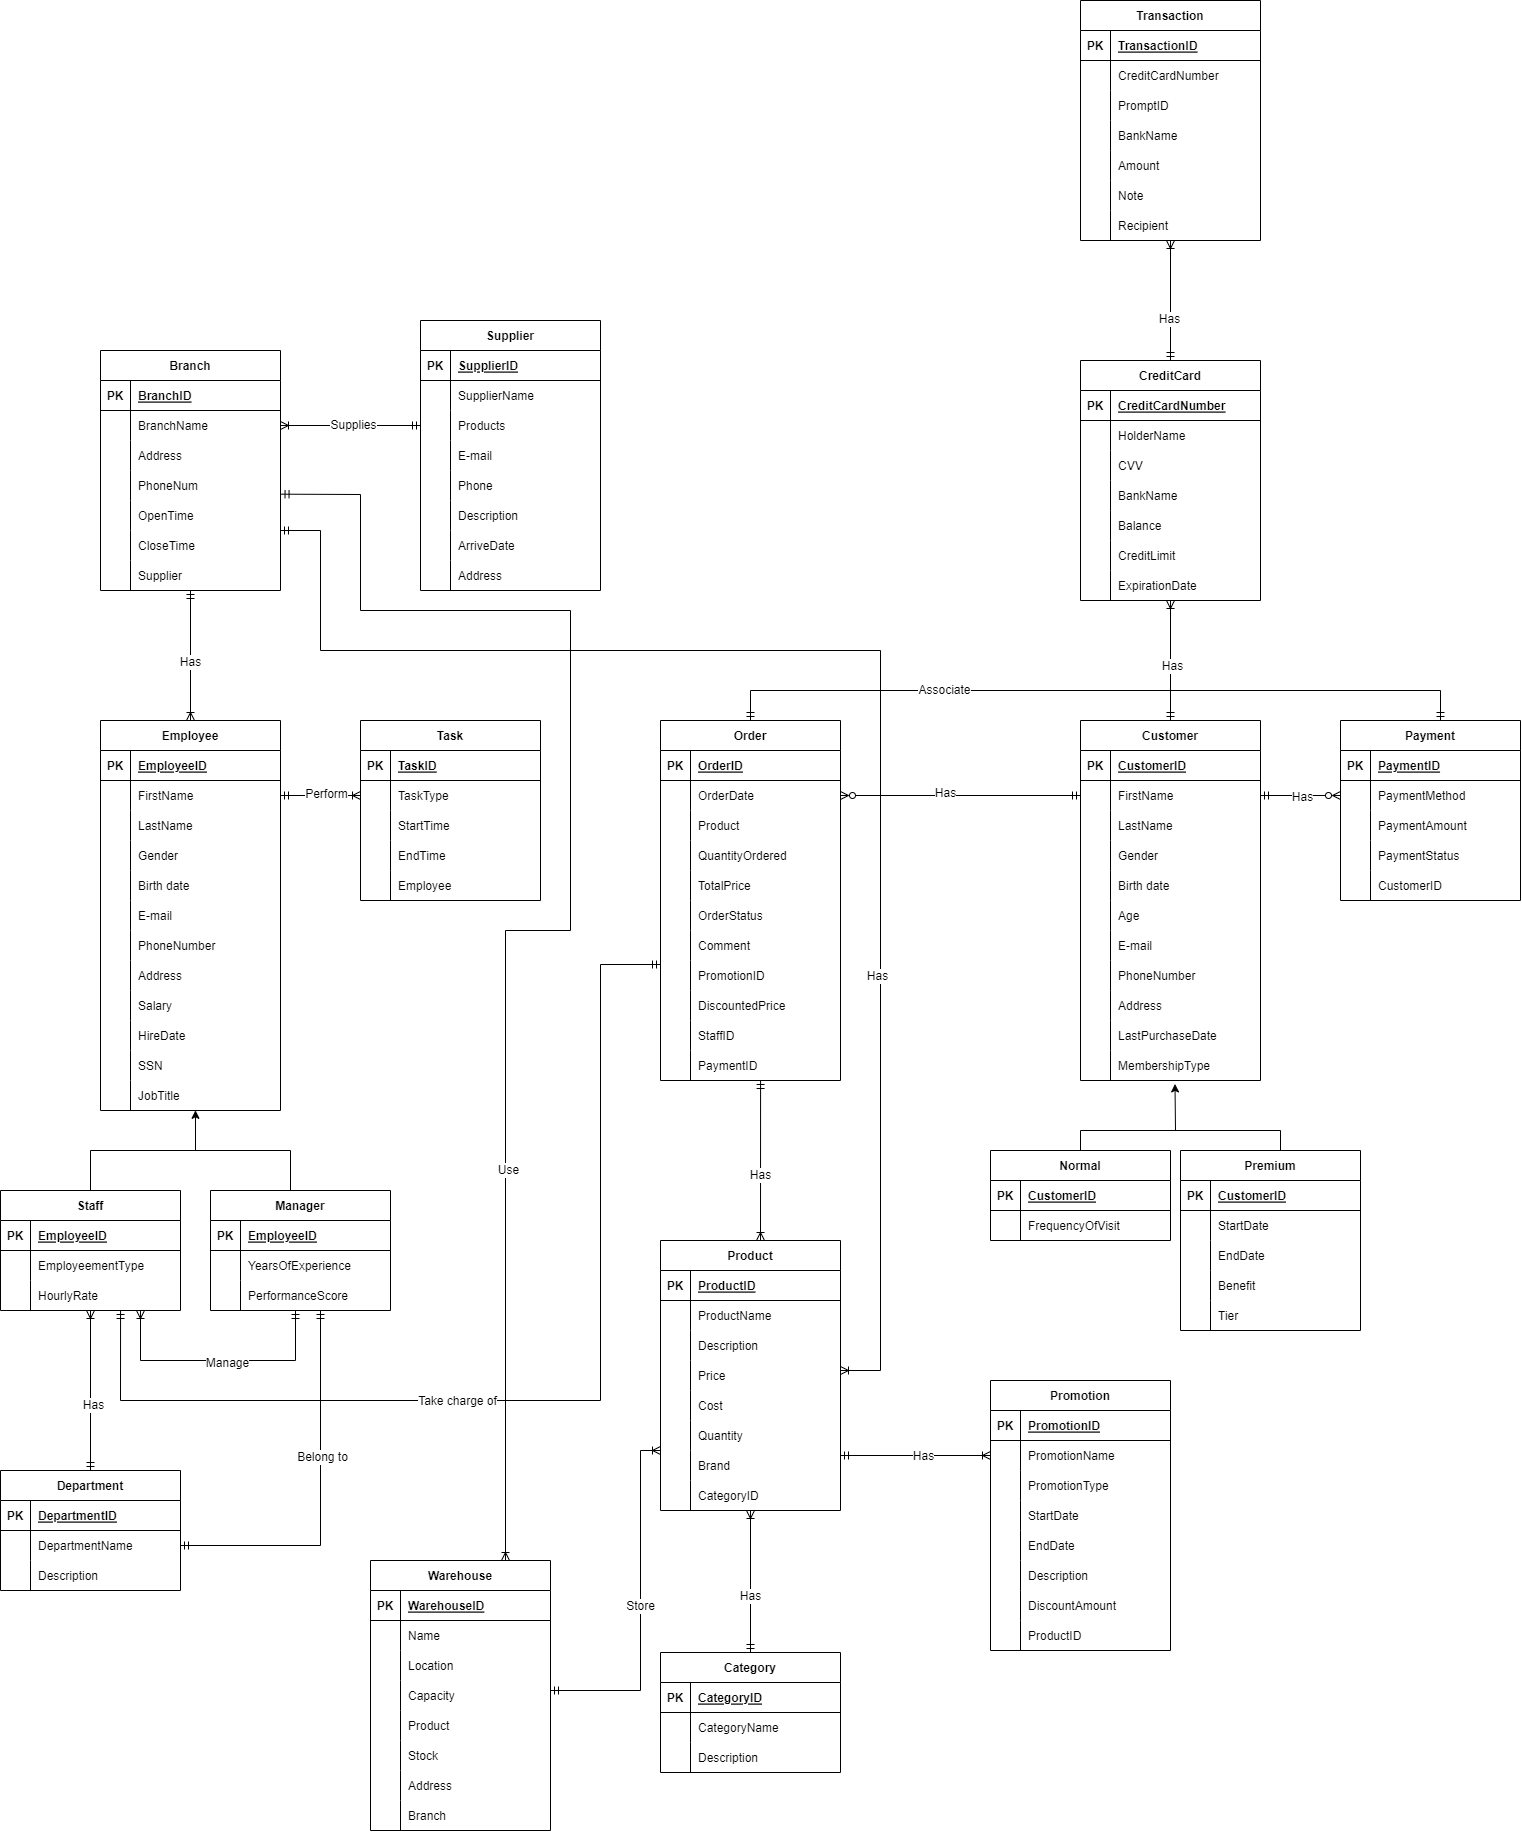 Transaction
PK TransactionID
CreditCardNumber
PromptID
BankName
Amount
Note
Recipient
Has
CreditCard
PK CreditCardNumber
HolderName
CVV
BankName
Balance
CreditLimit
ExpirationDate
Has
Supplier
PK SupplierID
SupplierName
Products
E-mail
Phone
Description
ArriveDate
Address
Supplies
Branch
PK BranchID
BranchName
Address
PhoneNum
OpenTime
CloseTime
Supplier
Has
Associate
Employee
PK EmployeeID
FirstName
LastName
Gender
Birth date
E-mail
PhoneNumber
Address
Salary
HireDate
SSN
JobTitle
Perform
Task
PK TaskID
TaskType
StartTime
EndTime
Employee
Order
PK OrderID
OrderDate
Product
QuantityOrdered
TotalPrice
OrderStatus
Comment
PromotionID
DiscountedPrice
StaffID
PaymentID
Has
Has
Customer
PK CustomerID
FirstName
LastName
Gender
Birth date
Age
E-mail
PhoneNumber
Address
LastPurchaseDate
MembershipType
Has
Payment
PK PaymentID
PaymentMethod
PaymentAmount
PaymentStatus
CustomerID
Use
Has
Normal
PK CustomerID
FrequencyOfVisit
Premium
PK CustomerID
StartDate
EndDate
Benefit
Tier
Staff
PK EmployeeID
EmployeementType
HourlyRate
Manager
PK EmployeeID
YearsOfExperience
PerformanceScore
Manage
Has
Take charge of
Belong to
Product
PK ProductID
ProductName
Description
Price
Cost
Quantity
Brand
CategoryID
Has
Promotion
PK PromotionID
PromotionName
PromotionType
StartDate
EndDate
Description
DiscountAmount
ProductID
Department
PK DepartmentID
DepartmentName
Description
Warehouse
PK WarehouseID
Name
Location
Capacity
Product
Stock
Address
Branch
Store
Has
Category
PK CategoryID
CategoryName
Description